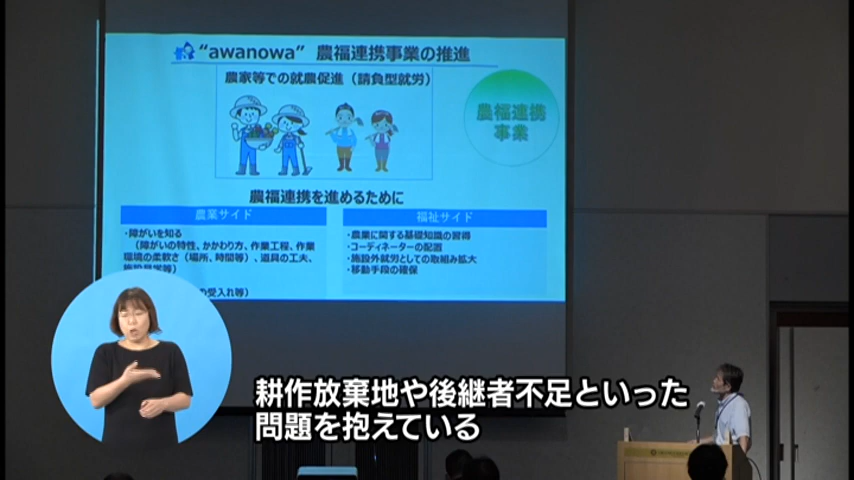 “awanowa” 農福連携事業の推進
農家等での就農促進（請負型就労）
農福連携
事業
農福連携を進めるために
農業サイド
・障がいを知る
（障がいの特性、かかわり方、作業工程、作業
環境の柔軟さ（場所、時間等）、道具の工夫、
の受入れ等）
福祉サイド
・農業に関する基礎知識の習得
・コーディネーターの配置
・施設外就労としての取組み拡大
・移動手段の確保
耕作放棄地や後継者不足といった
問題を抱えている